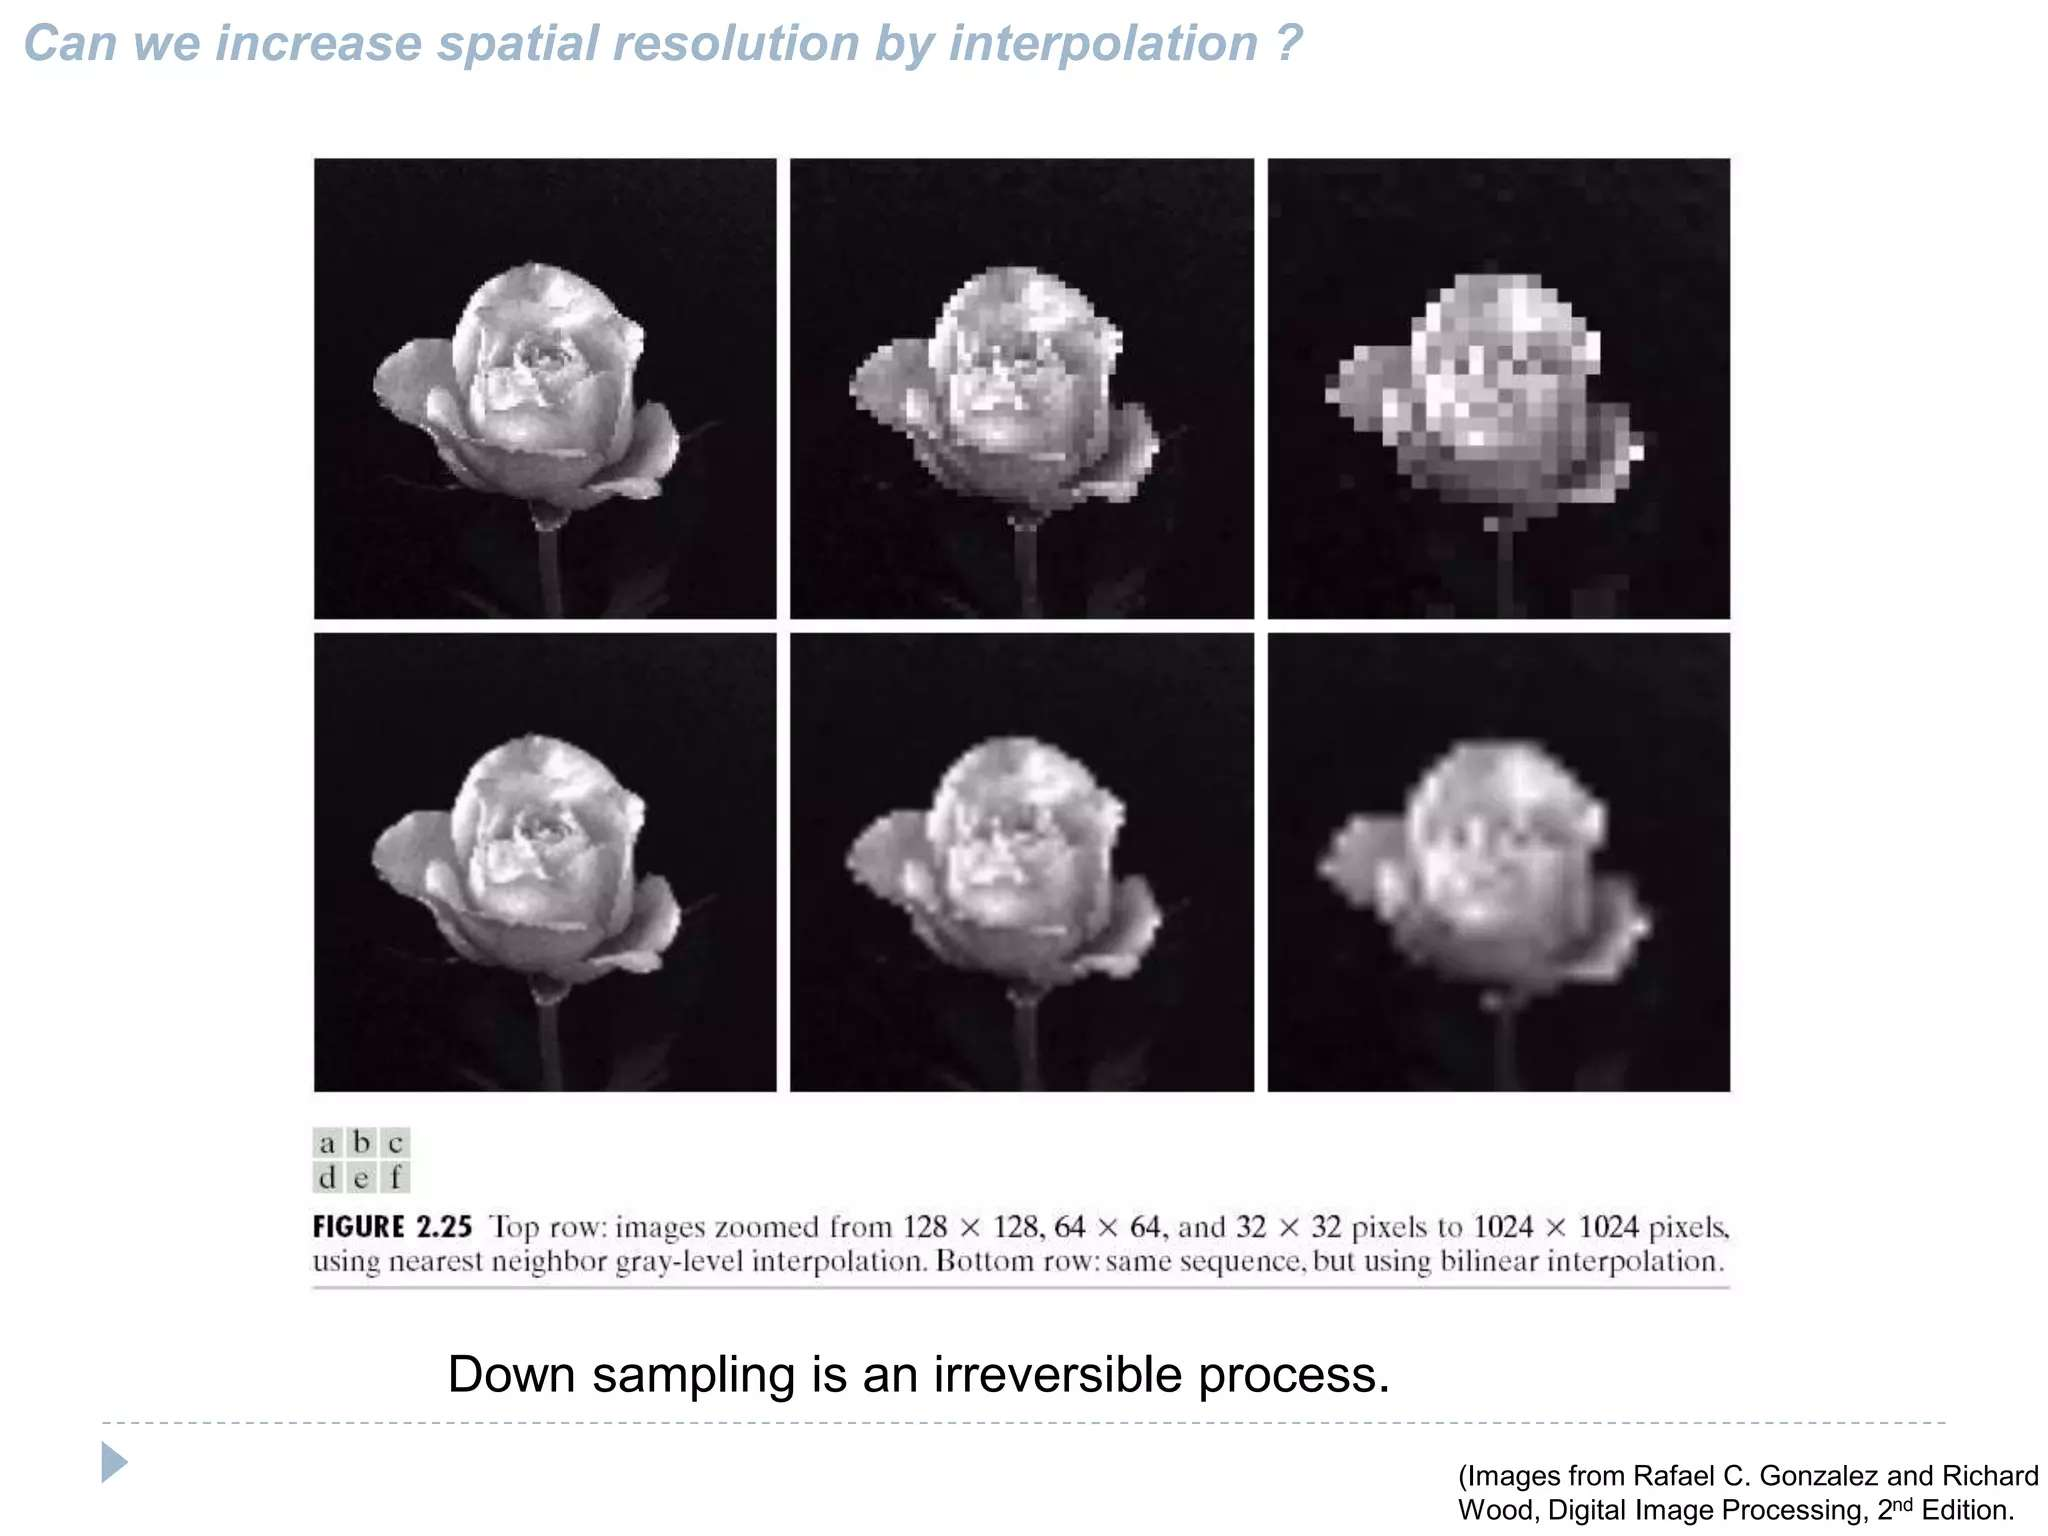 Can we increase spatial resolution by interpolation ?
a b c
d e f
FIGURE 2.25 Top row: images zoomed from 128 × 128, 64 × 64, and 32 × 32 pixels to 1024 × 1024 pixels,
using nearest neighbor gray-level interpolation. Bottom row: same sequence, but using bilinear interpolation.
Down sampling is an irreversible process.
(Images from Rafael C. Gonzalez and Richard
Wood, Digital Image Processing, 2nd Edition.